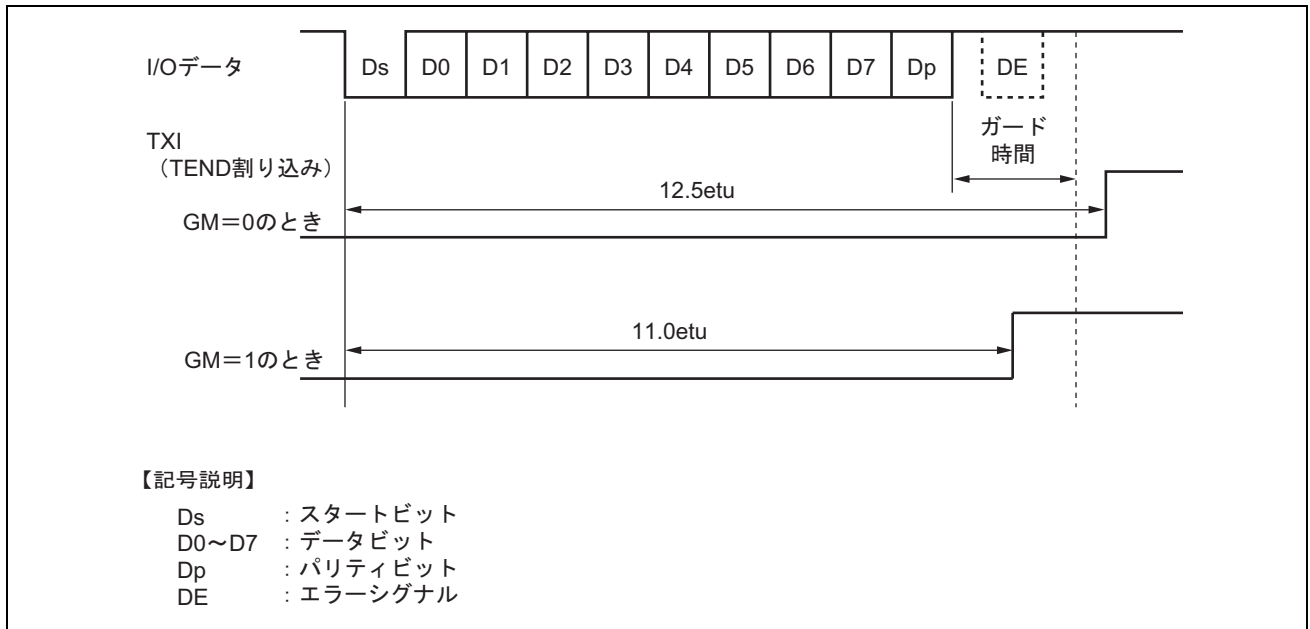 I/Oデータ
Ds D0 D1 D2 D3 D4 D5 D6 D7 Dp DE
ガード
時間
TXI
（TEND割り込み）
12.5etu
GM＝0のとき
11.0etu
GM＝1のとき
【記号説明】
Ds ：スタートビット
D0～D7 ：データビット
Dp ：パリティビット
DE ：エラーシグナル